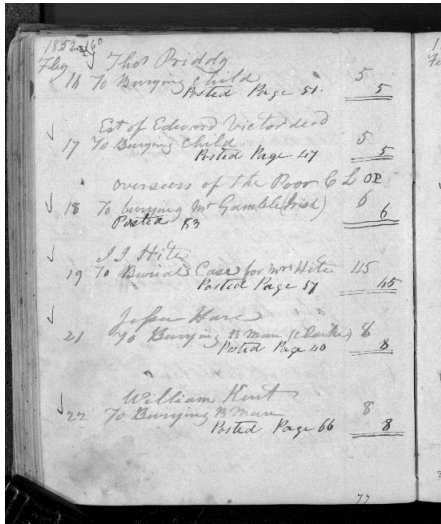 1852 160
Feby Thos Priddy
16 To Burying Child 5
Posted Page 51. 5
Est of Edward Victor decd
17 To Burying Child 5
Posted Page 47 5
overseers of the Poor C L OP
18 To burying Mr Gamble (Irish) 6
Posted 53 6
J J Hite
19 To Burial Case for Mrs Hite 45
Posted Page 57 45
John Hare
21 To Burying B Man (Clarke) 8
Posted Page 40 8
William Kent
22 To Burying B Man 8
Posted Page 66 8
77